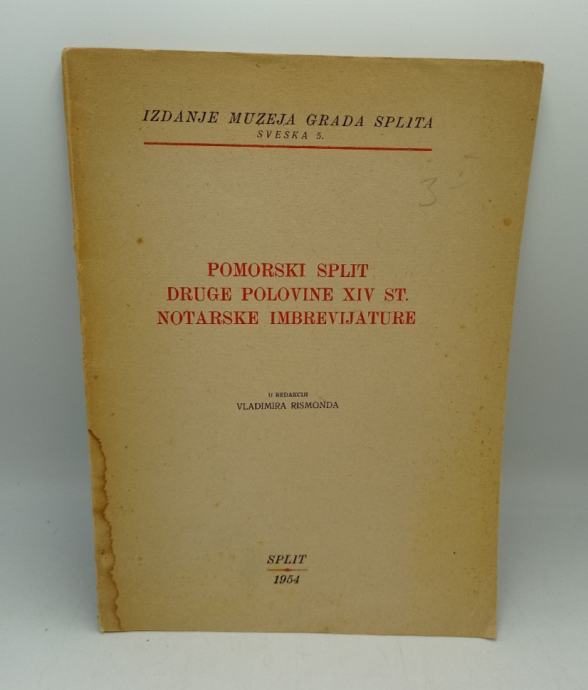 IZDANJE MUZEJA GRADA SPLITA
SVESKA 5.
3
POMORSKI SPLIT
DRUGE POLOVINE XIV ST.
NOTARSKE IMBREVIJATURE
U REDAKCIJI
VLADIMIRA RISMONDA
SPLIT
1954